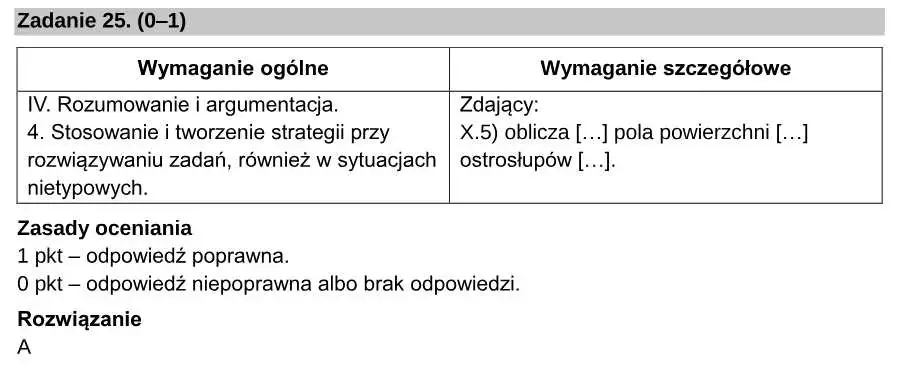 Zadanie 25. (0–1)
Wymaganie ogólne
Wymaganie szczegółowe
IV. Rozumowanie i argumentacja.
4. Stosowanie i tworzenie strategii przy
rozwiązywaniu zadań, również w sytuacjach
nietypowych.
Zdający:
X.5) oblicza […] pola powierzchni […]
ostrosłupów […].
Zasady oceniania
1 pkt – odpowiedź poprawna.
0 pkt – odpowiedź niepoprawna albo brak odpowiedzi.
Rozwiązanie
A